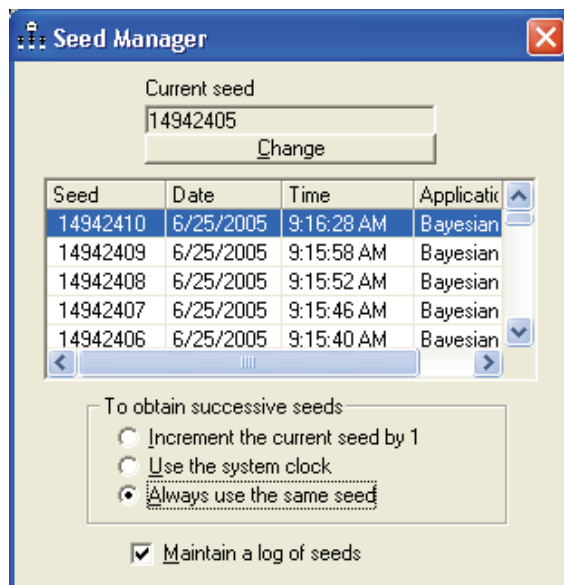 Seed Manager
Current seed
14942405
Change
Seed Date Time Applicatic
14942410 6/25/2005 9:16:28 AM Bayesian
14942409 6/25/2005 9:15:58 AM Bayesian
14942408 6/25/2005 9:15:52 AM Bayesian
14942407 6/25/2005 9:15:46 AM Bayesian
14942406 6/25/2005 9:15:40 AM Bayesian
To obtain successive seeds
Increment the current seed by 1
Use the system clock
Always use the same seed
Maintain a log of seeds